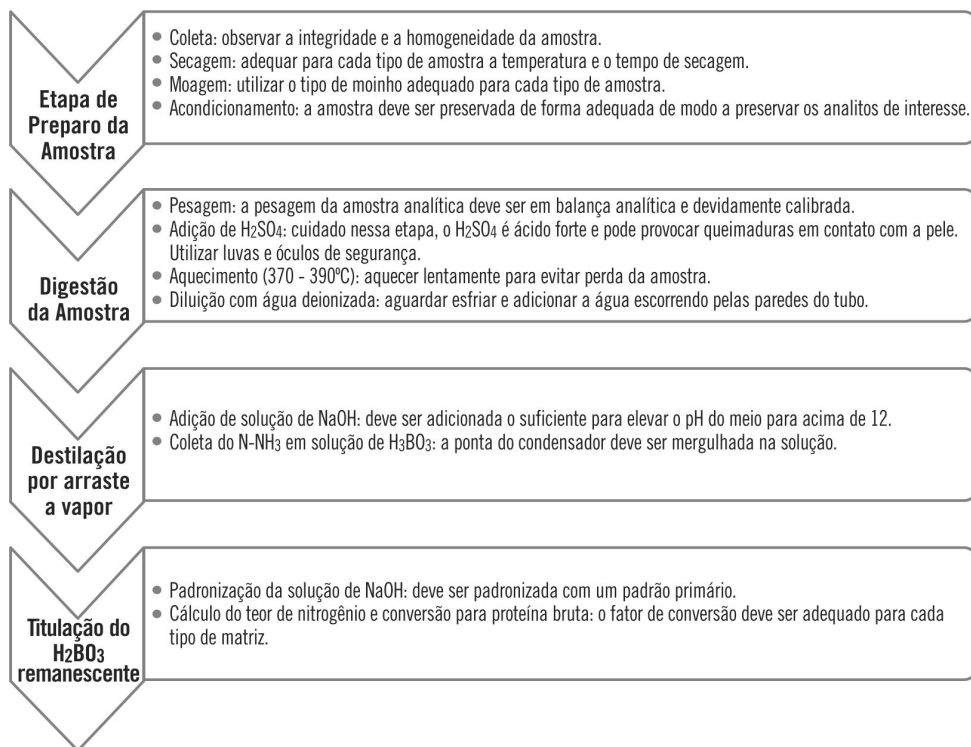 Etapa de
Preparo da
Amostra
• Coleta: observar a integridade e a homogeneidade da amostra.
• Secagem: adequar para cada tipo de amostra a temperatura e o tempo de secagem.
• Moagem: utilizar o tipo de moinho adequado para cada tipo de amostra.
• Acondicionamento: a amostra deve ser preservada de forma adequada de modo a preservar os analitos de interesse.
Digestão
da Amostra
• Pesagem: a pesagem da amostra analítica deve ser em balança analítica e devidamente calibrada.
• Adição de H₂SO₄: cuidado nessa etapa, o H₂SO₄ é ácido forte e pode provocar queimaduras em contato com a pele.
Utilizar luvas e óculos de segurança.
• Aquecimento (370 - 390ºC): aquecer lentamente para evitar perda da amostra.
• Diluição com água deionizada: aguardar esfriar e adicionar a água escorrendo pelas paredes do tubo.
Destilação
por arraste
a vapor
• Adição de solução de NaOH: deve ser adicionada o suficiente para elevar o pH do meio para acima de 12.
• Coleta do N-NH₃ em solução de H₃BO₃: a ponta do condensador deve ser mergulhada na solução.
Titulação do
H₂BO₃
remanescente
• Padronização da solução de NaOH: deve ser padronizada com um padrão primário.
• Cálculo do teor de nitrogênio e conversão para proteína bruta: o fator de conversão deve ser adequado para cada
tipo de matriz.